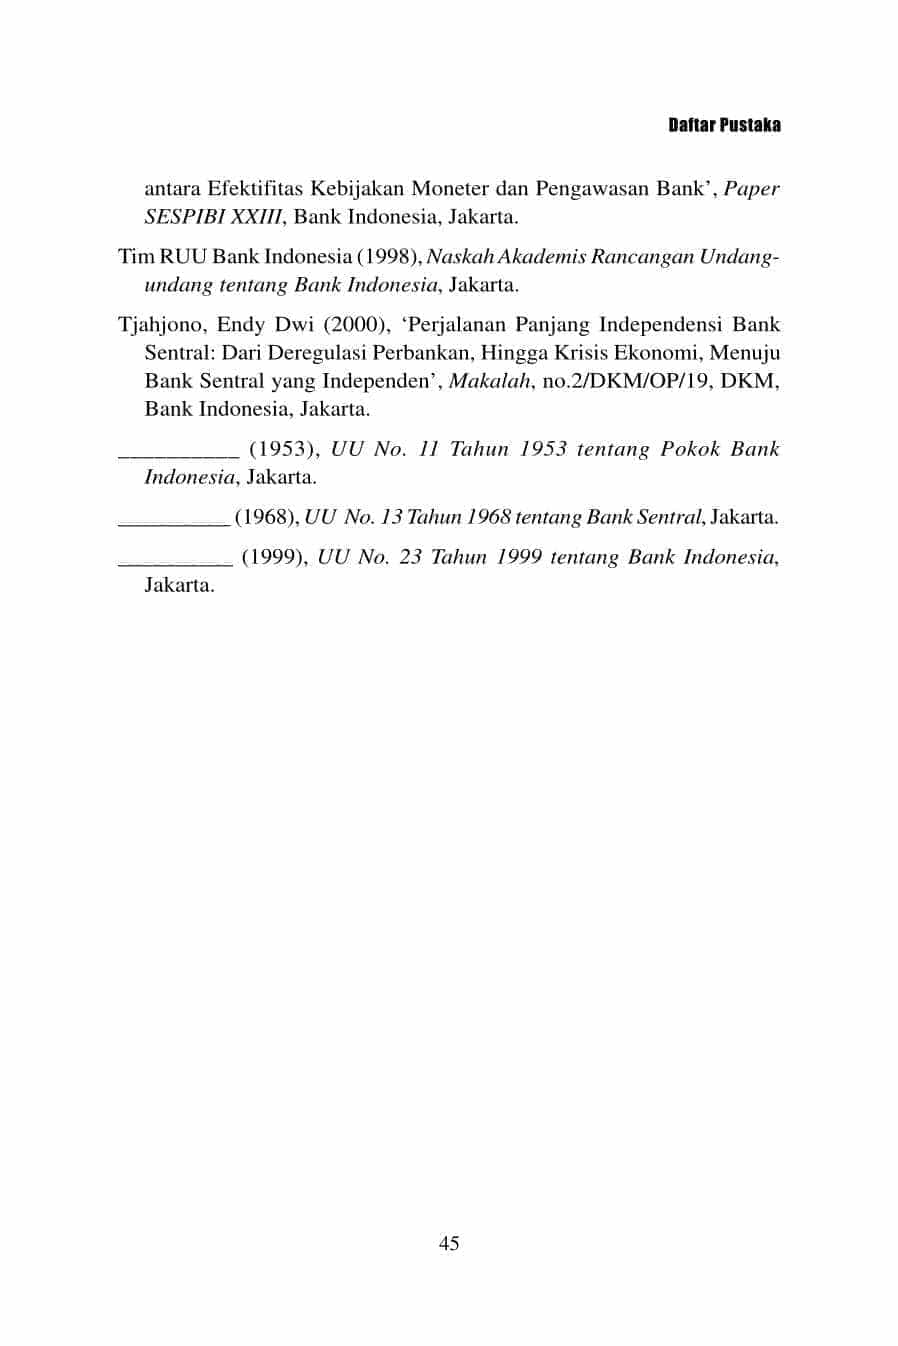 Daftar Pustaka
antara Efektifitas Kebijakan Moneter dan Pengawasan Bank’, Paper
SESPIBI XXIII, Bank Indonesia, Jakarta.
Tim RUU Bank Indonesia (1998), Naskah Akademis Rancangan Undang-
undang tentang Bank Indonesia, Jakarta.
Tjahjono, Endy Dwi (2000), ‘Perjalanan Panjang Independensi Bank
Sentral: Dari Deregulasi Perbankan, Hingga Krisis Ekonomi, Menuju
Bank Sentral yang Independen’, Makalah, no.2/DKM/OP/19, DKM,
Bank Indonesia, Jakarta.
__________ (1953), UU No. 11 Tahun 1953 tentang Pokok Bank
Indonesia, Jakarta.
__________ (1968), UU No. 13 Tahun 1968 tentang Bank Sentral, Jakarta.
__________ (1999), UU No. 23 Tahun 1999 tentang Bank Indonesia,
Jakarta.
45